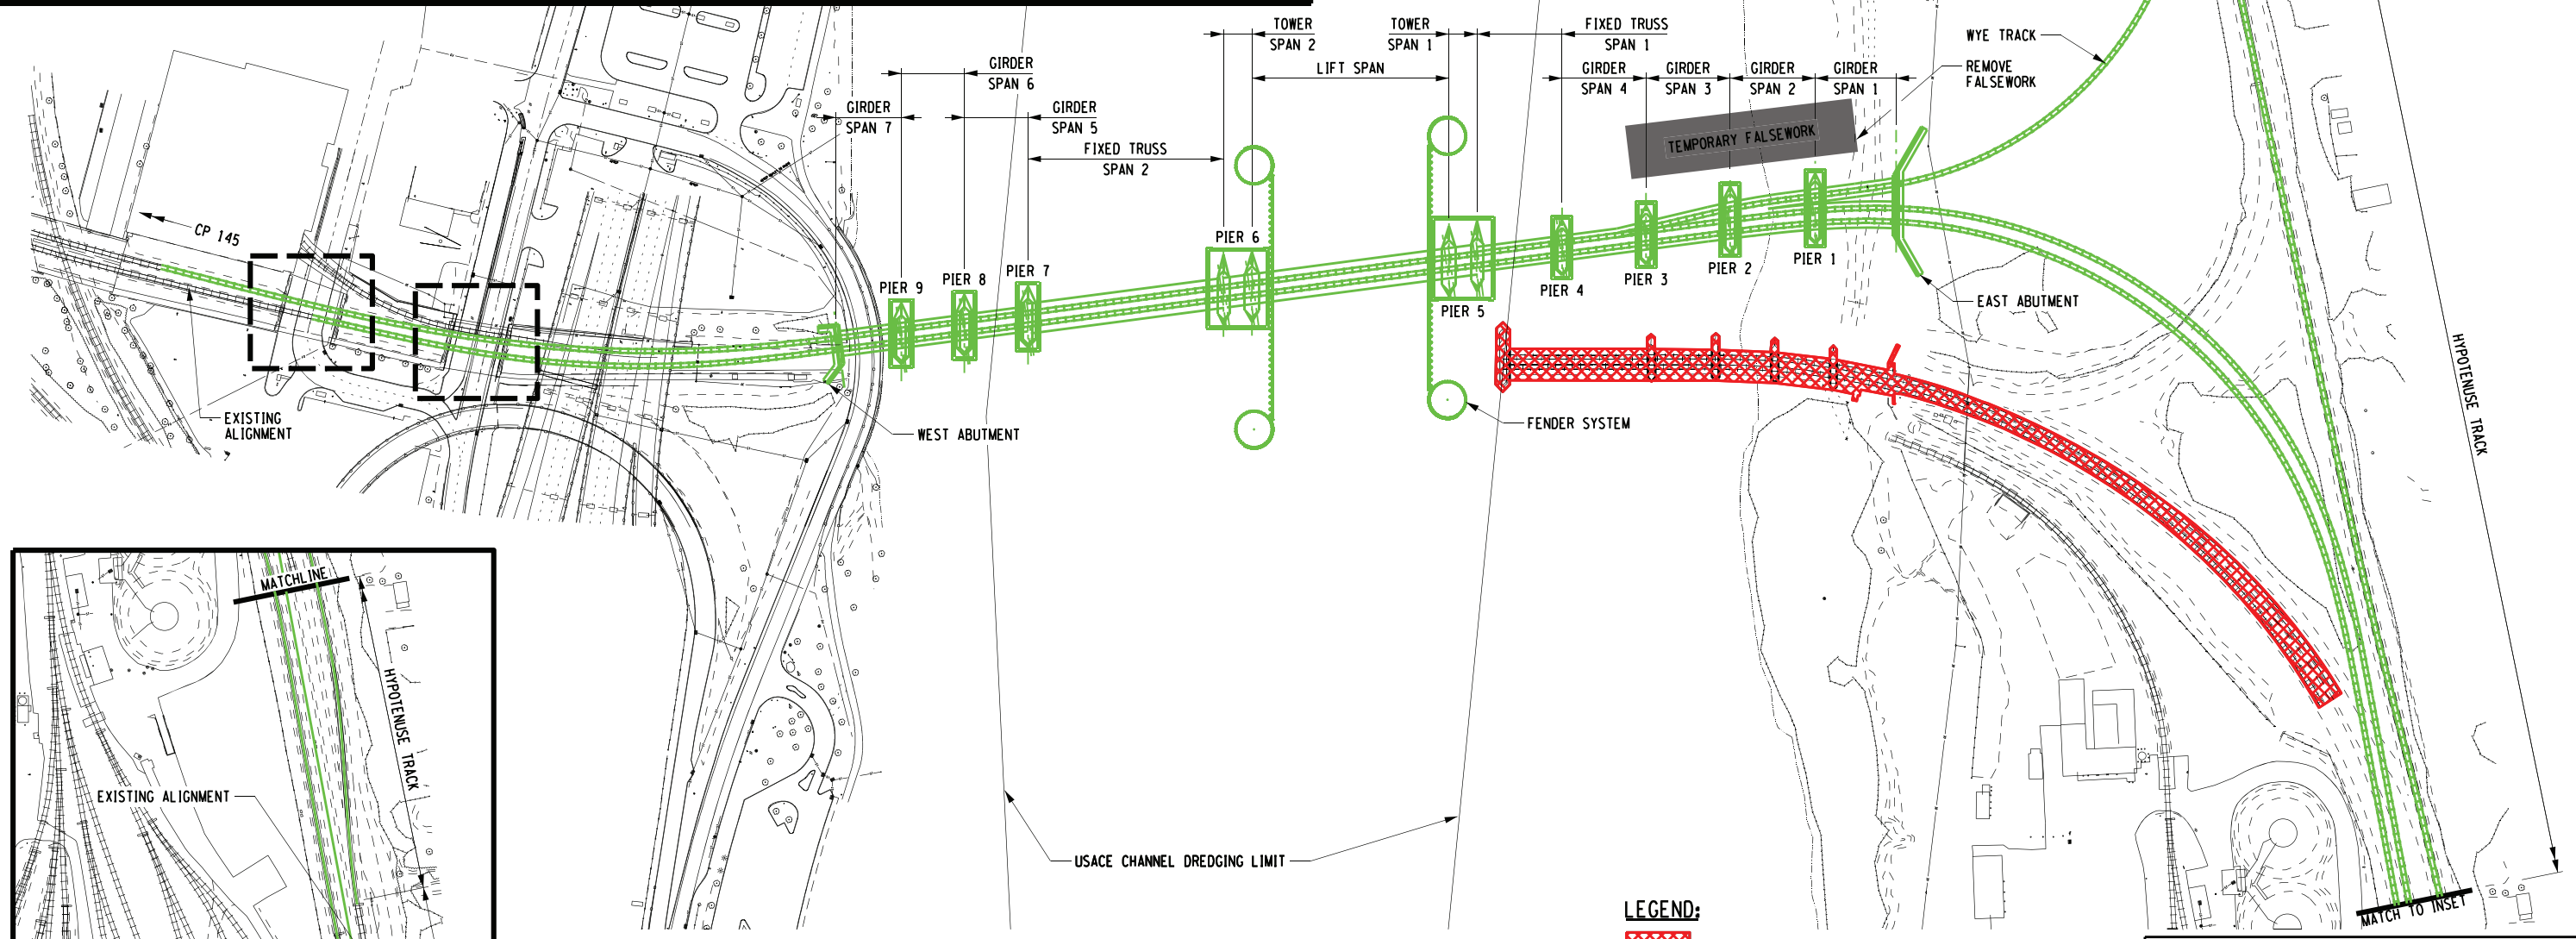 TOWER
SPAN 2
TOWER
SPAN 1
FIXED TRUSS
SPAN 1
WYE TRACK
REMOVE
FALSEWORK
GIRDER
SPAN 6
LIFT SPAN
GIRDER
SPAN 4
GIRDER
SPAN 3
GIRDER
SPAN 2
GIRDER
SPAN 1
GIRDER
SPAN 7
GIRDER
SPAN 5
FIXED TRUSS
SPAN 2
TEMPORARY FALSEWORK
CP 145
PIER 9
PIER 8
PIER 7
PIER 6
PIER 5
PIER 4
PIER 3
PIER 2
PIER 1
EAST ABUTMENT
EXISTING
ALIGNMENT
WEST ABUTMENT
FENDER SYSTEM
HYPOTENUSE TRACK
MATCHLINE
HYPOTENUSE TRACK
EXISTING ALIGNMENT
USACE CHANNEL DREDGING LIMIT
LEGEND:
MATCH TO INSET